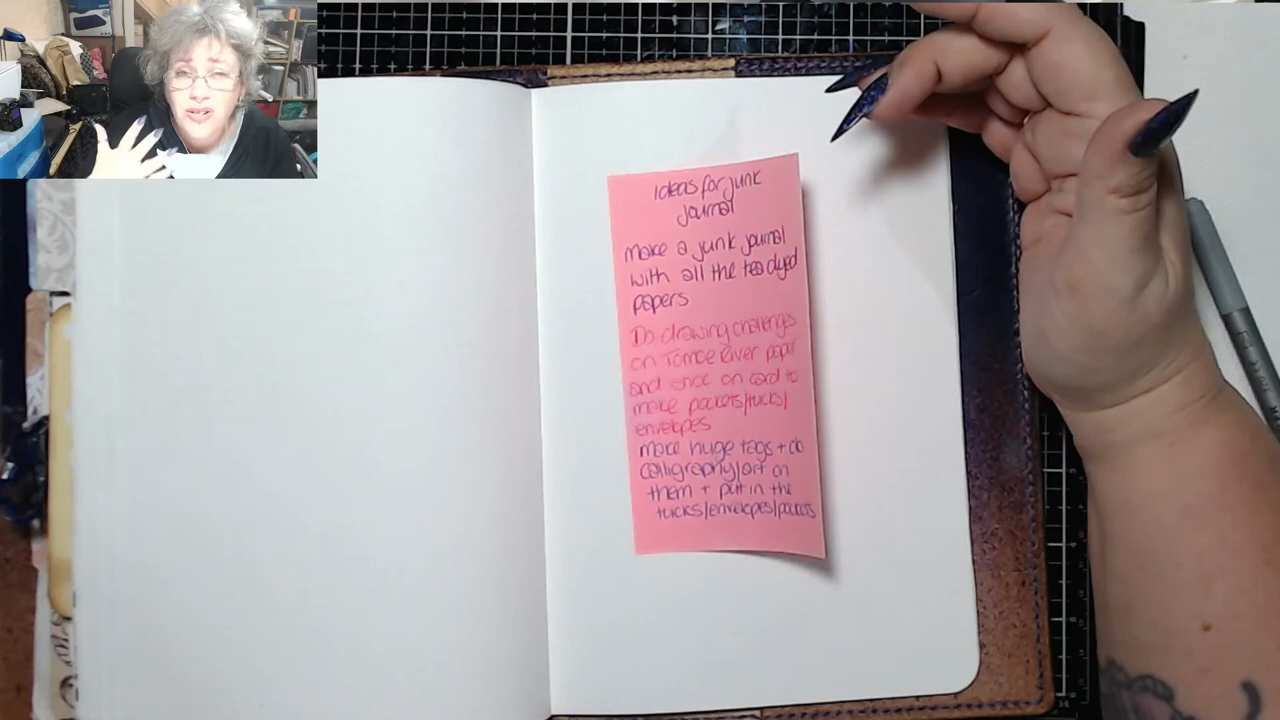 Ideas for junk
journal
make a junk journal
with all the tea dyed
papers
Do drawing challenges
on Tomoe River paper
and stick on card to
make pockets/tucks/
envelopes
make huge tags + do
calligraphy/art on
them + put in the
tucks/envelopes/pockets